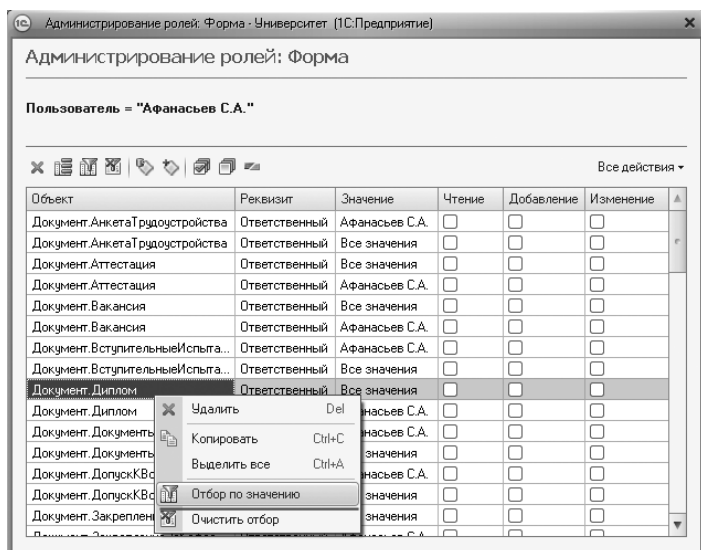 Администрирование ролей: Форма - Университет (1С:Предприятие)
Администрирование ролей: Форма
Пользователь = "Афанасьев С.А."
Все действия
Объект Реквизит Значение Чтение Добавление Изменение
Документ.АнкетаТрудоустройства Ответственный Афанасьев С.А.
Документ.АнкетаТрудоустройства Ответственный Все значения
Документ.Аттестация Ответственный Все значения
Документ.Аттестация Ответственный Афанасьев С.А.
Документ.Вакансия Ответственный Все значения
Документ.Вакансия Ответственный Афанасьев С.А.
Документ.ВступительныеИспыта... Ответственный Афанасьев С.А.
Документ.ВступительныеИспыта... Ответственный Все значения
Документ.Диплом Ответственный Все значения
Документ.Диплом Удалить Del
Документ.Документы Копировать Ctrl+C
Документ.Документы значения
Выделить все Ctrl+A
Документ.ДопускКВс
Документ.ДопускКВс Отбор по значению значения
Документ.Закреплен Очистить отбор значения